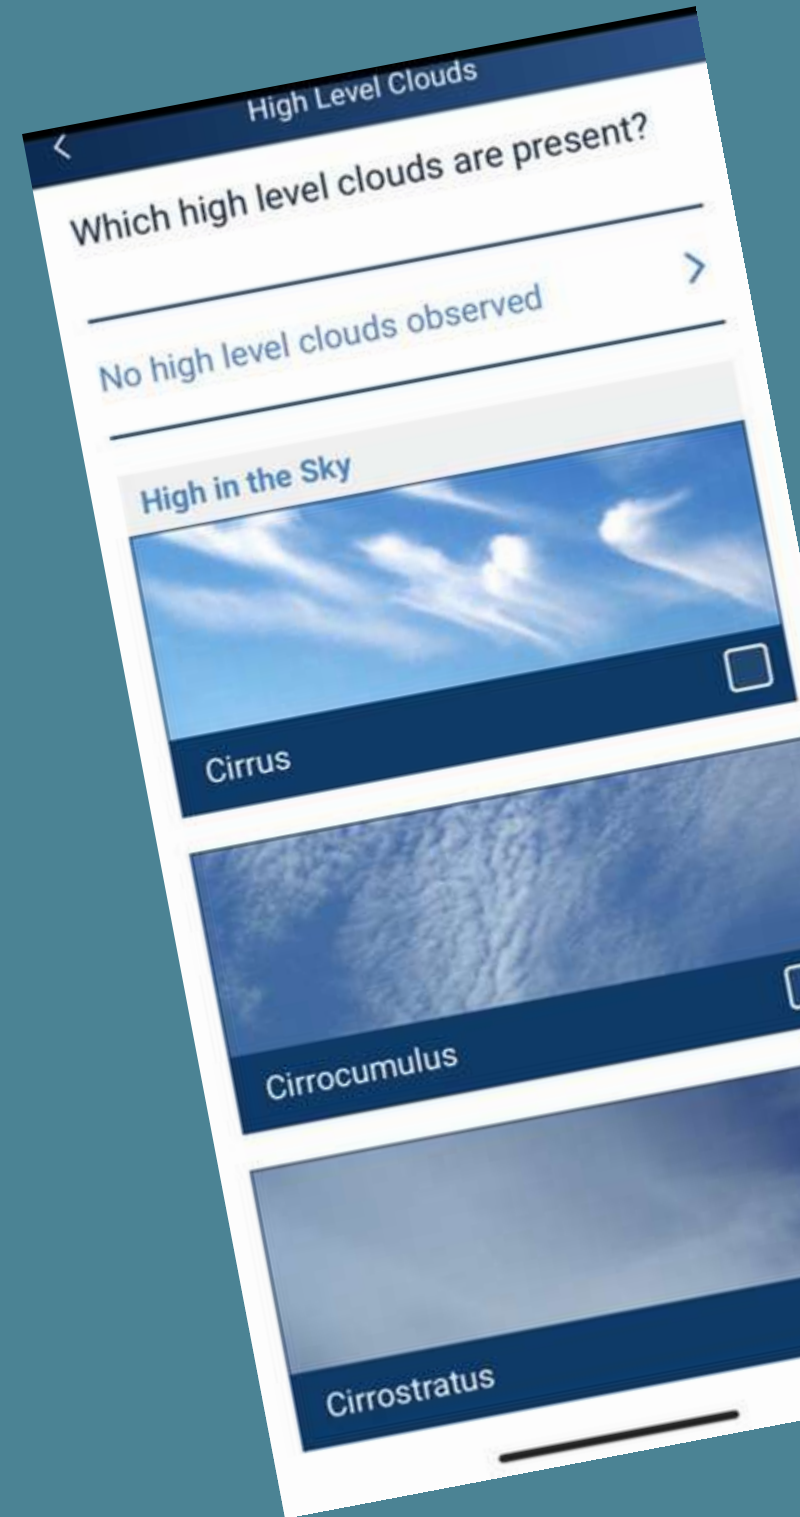 High Level Clouds
Which high level clouds are present?
No high level clouds observed
High in the Sky
Cirrus
Cirrocumulus
Cirrostratus